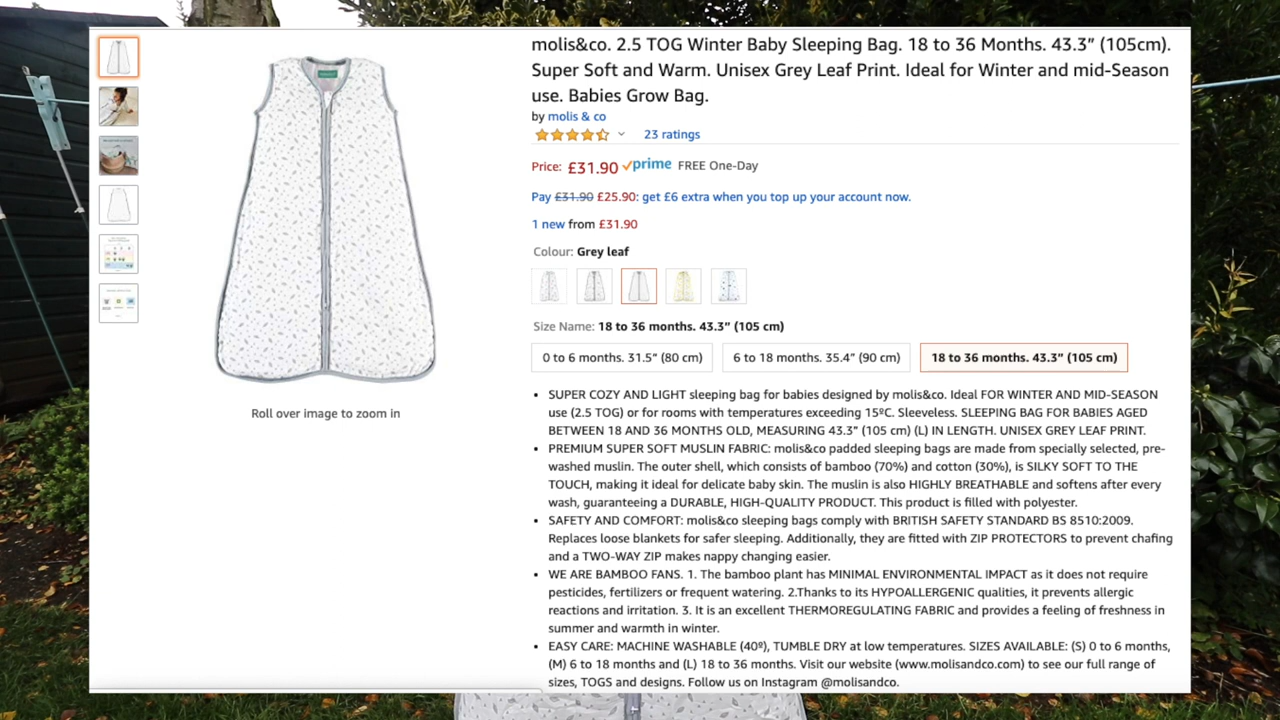 molis&co. 2.5 TOG Winter Baby Sleeping Bag. 18 to 36 Months. 43.3” (105cm).
Super Soft and Warm. Unisex Grey Leaf Print. Ideal for Winter and mid-Season
use. Babies Grow Bag.
by molis & co
23 ratings
Price: £31.90 prime FREE One-Day
Pay £31.90 £25.90: get £6 extra when you top up your account now.
1 new from £31.90
Colour: Grey leaf
Size Name: 18 to 36 months. 43.3” (105 cm)
0 to 6 months. 31.5” (80 cm)
6 to 18 months. 35.4” (90 cm)
18 to 36 months. 43.3” (105 cm)
Roll over image to zoom in
SUPER COZY AND LIGHT sleeping bag for babies designed by molis&co. Ideal FOR WINTER AND MID-SEASON
use (2.5 TOG) or for rooms with temperatures exceeding 15ºC. Sleeveless. SLEEPING BAG FOR BABIES AGED
BETWEEN 18 AND 36 MONTHS OLD, MEASURING 43.3” (105 cm) (L) IN LENGTH. UNISEX GREY LEAF PRINT.
PREMIUM SUPER SOFT MUSLIN FABRIC: molis&co padded sleeping bags are made from specially selected, pre-
washed muslin. The outer shell, which consists of bamboo (70%) and cotton (30%), is SILKY SOFT TO THE
TOUCH, making it ideal for delicate baby skin. The muslin is also HIGHLY BREATHABLE and softens after every
wash, guaranteeing a DURABLE, HIGH-QUALITY PRODUCT. This product is filled with polyester.
SAFETY AND COMFORT: molis&co sleeping bags comply with BRITISH SAFETY STANDARD BS 8510:2009.
Replaces loose blankets for safer sleeping. Additionally, they are fitted with ZIP PROTECTORS to prevent chafing
and a TWO-WAY ZIP makes nappy changing easier.
WE ARE BAMBOO FANS. 1. The bamboo plant has MINIMAL ENVIRONMENTAL IMPACT as it does not require
pesticides, fertilizers or frequent watering. 2.Thanks to its HYPOALLERGENIC qualities, it prevents allergic
reactions and irritation. 3. It is an excellent THERMOREGULATING FABRIC and provides a feeling of freshness in
summer and warmth in winter.
EASY CARE: MACHINE WASHABLE (40º), TUMBLE DRY at low temperatures. SIZES AVAILABLE: (S) 0 to 6 months,
(M) 6 to 18 months and (L) 18 to 36 months. Visit our website (www.molisandco.com) to see our full range of
sizes, TOGS and designs. Follow us on Instagram @molisandco.